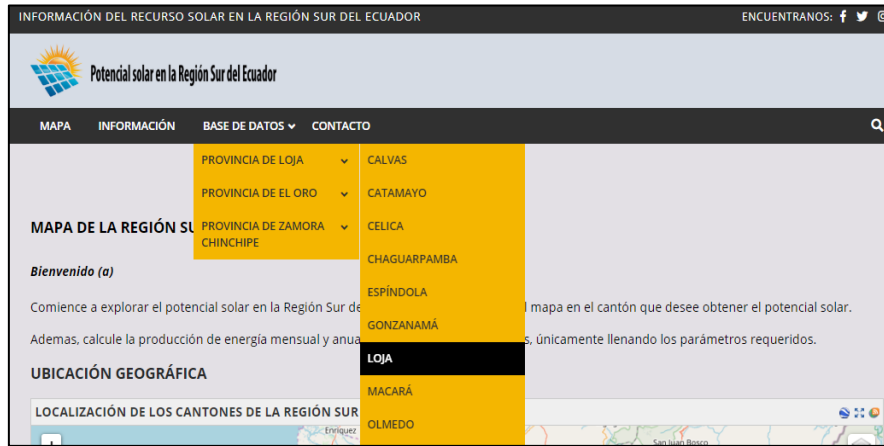 INFORMACIÓN DEL RECURSO SOLAR EN LA REGIÓN SUR DEL ECUADOR
ENCUENTRANOS:
Potencial solar en la Región Sur del Ecuador
MAPA
INFORMACIÓN
BASE DE DATOS
CONTACTO
PROVINCIA DE LOJA
PROVINCIA DE EL ORO
PROVINCIA DE ZAMORA
CHINCHIPE
CALVAS
CATAMAYO
CELICA
CHAGUARPAMBA
ESPÍNDOLA
GONZANAMÁ
LOJA
MACARÁ
OLMEDO
MAPA DE LA REGIÓN SU
Bienvenido (a)
Comience a explorar el potencial solar en la Región Sur de l mapa en el cantón que desee obtener el potencial solar.
Ademas, calcule la producción de energía mensual y anua s, únicamente llenando los parámetros requeridos.
UBICACIÓN GEOGRÁFICA
LOCALIZACIÓN DE LOS CANTONES DE LA REGIÓN SUR
Enriquez
San Juan Bosco